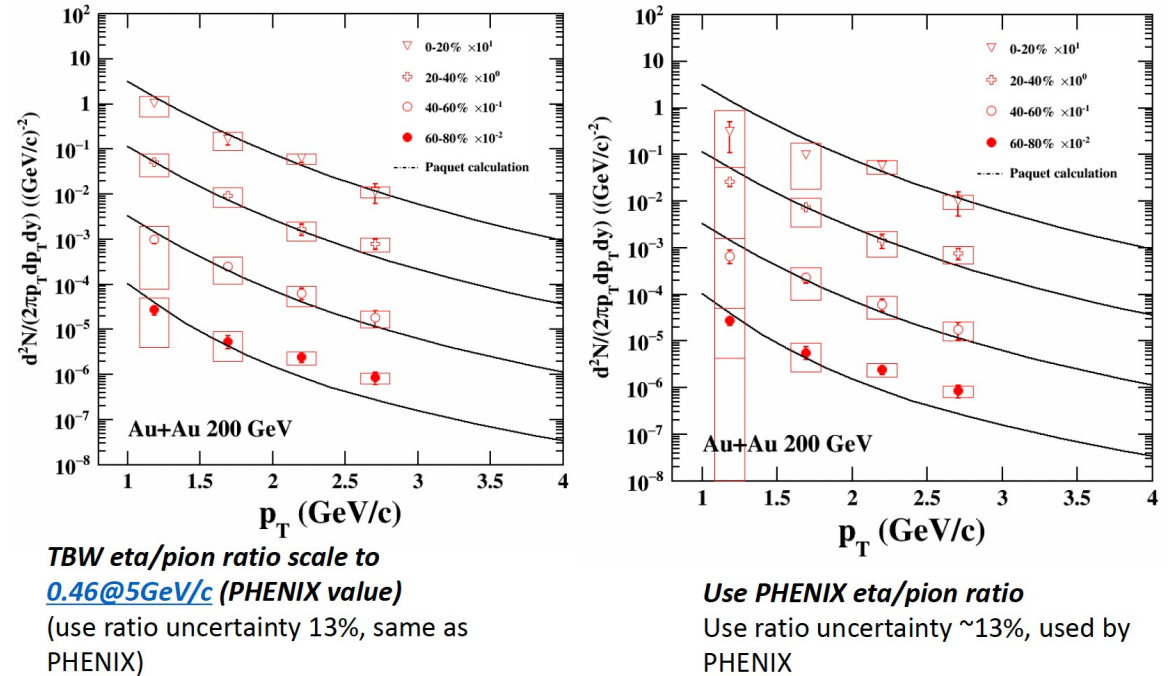 10²
10
1
10⁻¹
10⁻²
10⁻³
10⁻⁴
10⁻⁵
10⁻⁶
10⁻⁷
10⁻⁸
d²N/(2πp_T dp_T dy) ((GeV/c)⁻²)
0-20% ×10¹
20-40% ×10⁰
40-60% ×10⁻¹
60-80% ×10⁻²
Paquet calculation
Au+Au 200 GeV
1 1.5 2 2.5 3 3.5 4
p_T (GeV/c)
TBW eta/pion ratio scale to
0.46@5GeV/c (PHENIX value)
(use ratio uncertainty 13%, same as
PHENIX)
10²
10
1
10⁻¹
10⁻²
10⁻³
10⁻⁴
10⁻⁵
10⁻⁶
10⁻⁷
10⁻⁸
d²N/(2πp_T dp_T dy) ((GeV/c)⁻²)
0-20% ×10¹
20-40% ×10⁰
40-60% ×10⁻¹
60-80% ×10⁻²
Paquet calculation
Au+Au 200 GeV
1 1.5 2 2.5 3 3.5 4
p_T (GeV/c)
Use PHENIX eta/pion ratio
Use ratio uncertainty ~13%, used by
PHENIX